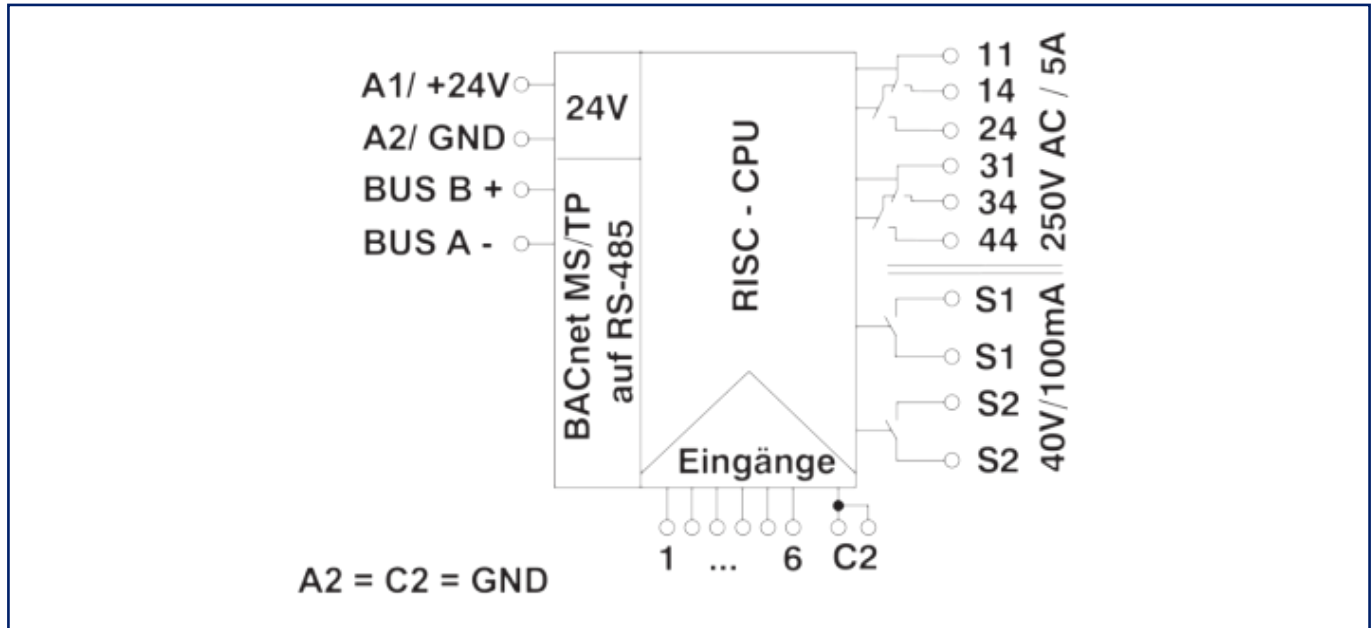 A1/ +24V
A2/ GND
BUS B +
BUS A -
24V
BACnet MS/TP
auf RS-485
RISC - CPU
Eingänge
11
14
24
31
34
44
250V AC / 5A
S1
S1
S2
S2
40V/100mA
1 ... 6 C2
A2 = C2 = GND